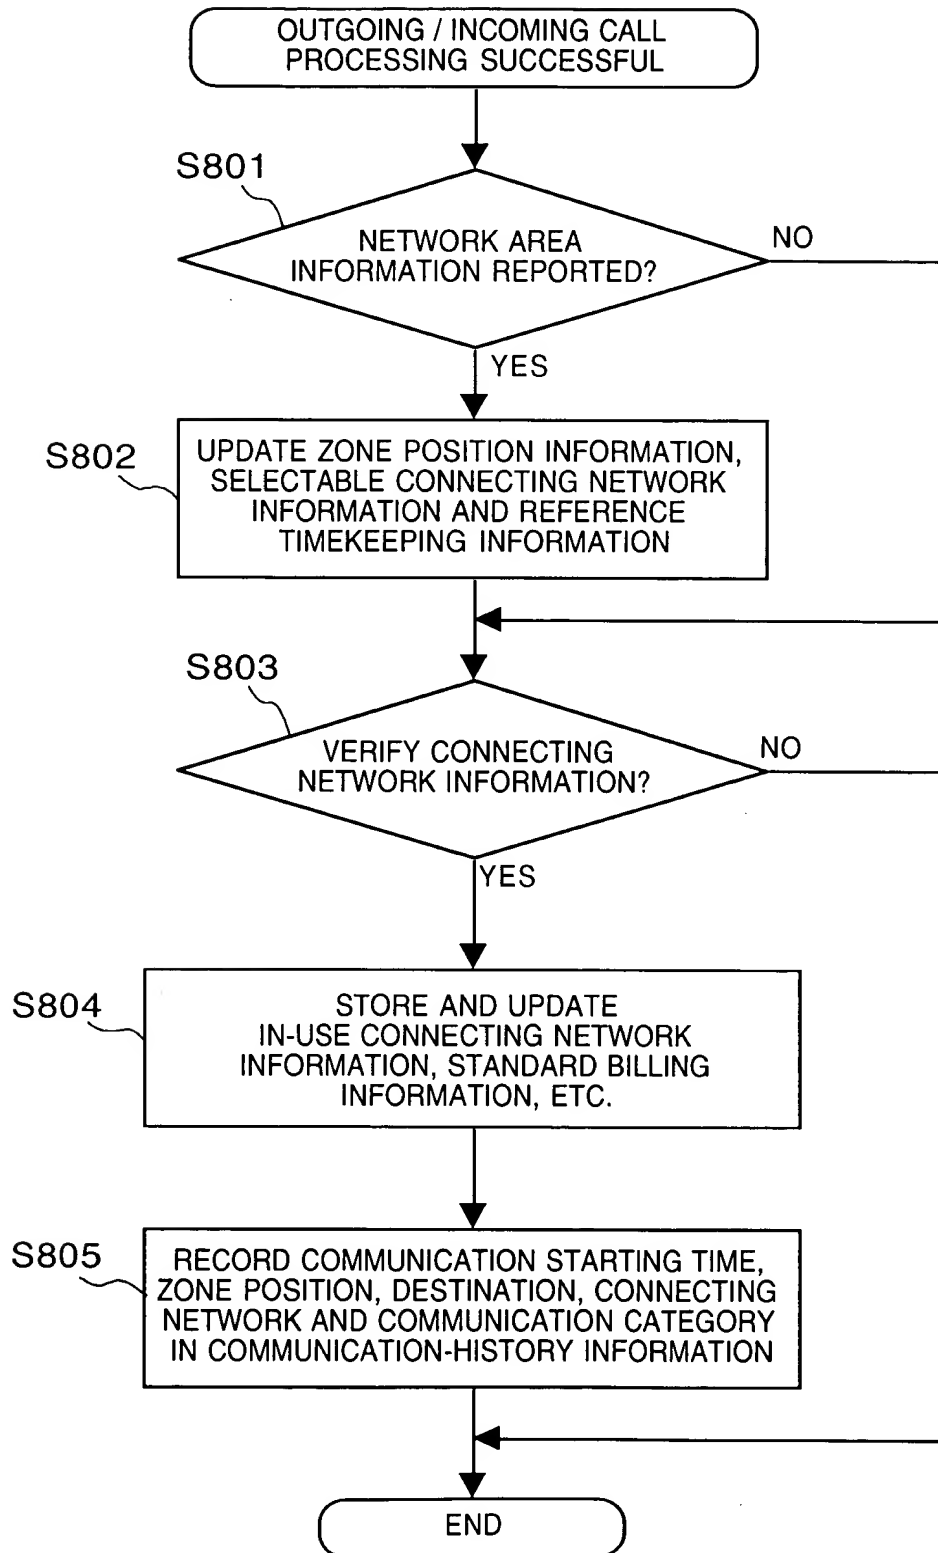 OUTGOING / INCOMING CALL
PROCESSING SUCCESSFUL
S801
NETWORK AREA
INFORMATION REPORTED?
NO
YES
S802
UPDATE ZONE POSITION INFORMATION,
SELECTABLE CONNECTING NETWORK
INFORMATION AND REFERENCE
TIMEKEEPING INFORMATION
S803
VERIFY CONNECTING
NETWORK INFORMATION?
NO
YES
S804
STORE AND UPDATE
IN-USE CONNECTING NETWORK
INFORMATION, STANDARD BILLING
INFORMATION, ETC.
S805
RECORD COMMUNICATION STARTING TIME,
ZONE POSITION, DESTINATION, CONNECTING
NETWORK AND COMMUNICATION CATEGORY
IN COMMUNICATION-HISTORY INFORMATION
END